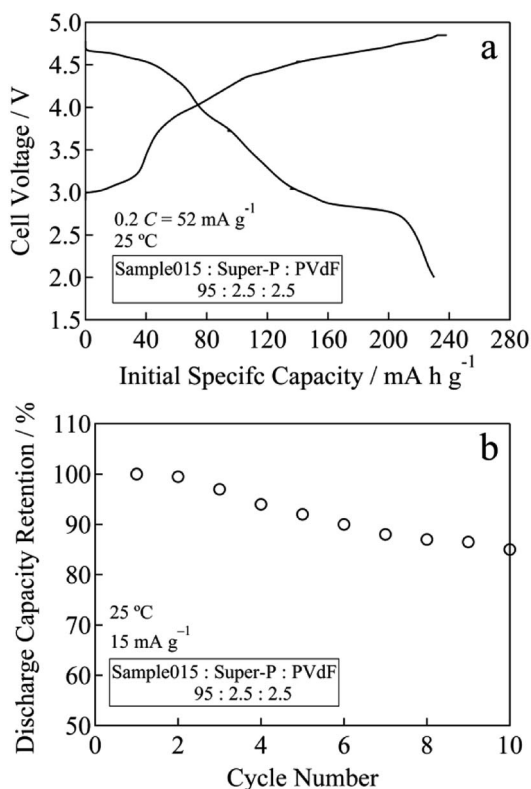 a
5.0
4.5
4.0
3.5
3.0
2.5
2.0
1.5
Cell Voltage / V
0.2 C = 52 mA g⁻¹
25 ºC
Sample015 : Super-P : PVdF
95 : 2.5 : 2.5
0 40 80 120 160 200 240 280
Initial Specifc Capacity / mA h g⁻¹
b
110
100
90
80
70
60
50
Discharge Capacity Retention / %
25 ºC
15 mA g⁻¹
Sample015 : Super-P : PVdF
95 : 2.5 : 2.5
0 2 4 6 8 10
Cycle Number